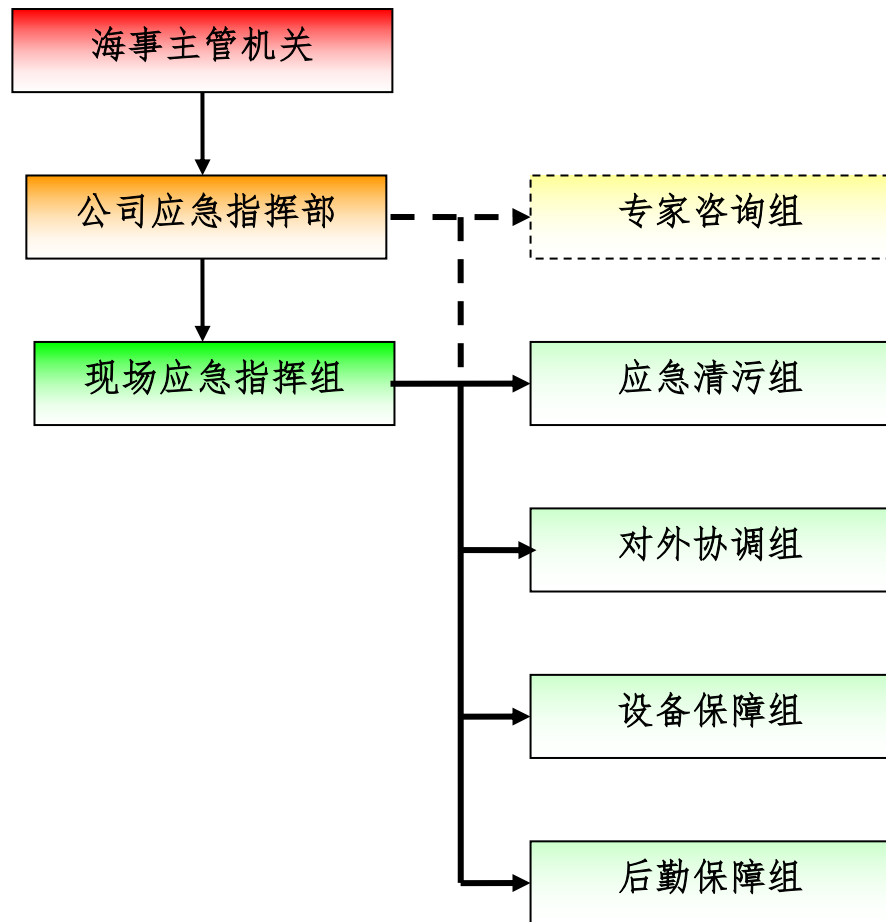 海事主管机关
公司应急指挥部
专家咨询组
现场应急指挥组
应急清污组
对外协调组
设备保障组
后勤保障组